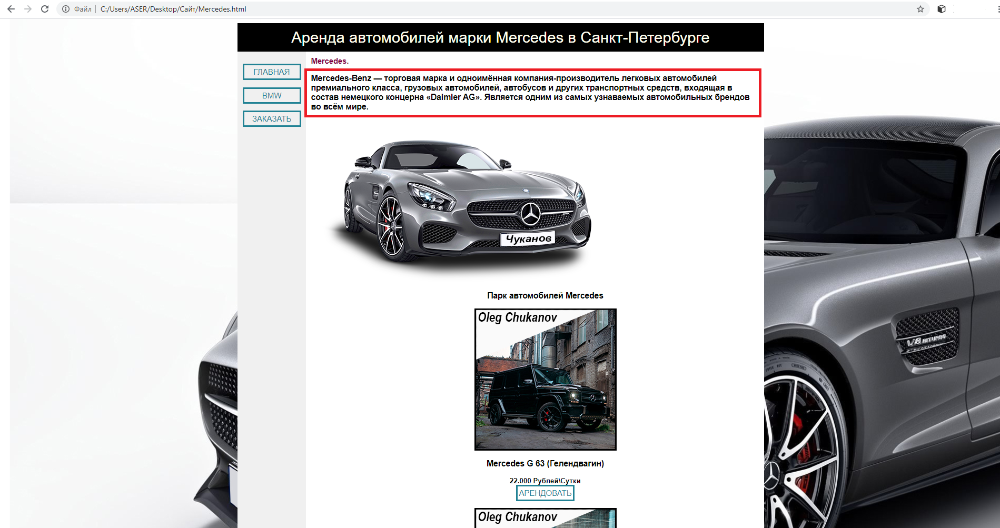 Файл C:/Users/ASER/Desktop/Сайт/Mercedes.html
Аренда автомобилей марки Mercedes в Санкт-Петербурге
ГЛАВНАЯ
BMW
ЗАКАЗАТЬ
Mercedes.
Mercedes-Benz — торговая марка и одноимённая компания-производитель легковых автомобилей
премиального класса, грузовых автомобилей, автобусов и других транспортных средств, входящая в
состав немецкого концерна «Daimler AG». Является одним из самых узнаваемых автомобильных брендов
во всём мире.
Чуканов
Парк автомобилей Mercedes
Oleg Chukanov
Mercedes G 63 (Гелендвагин)
22.000 Рублей\Сутки
АРЕНДОВАТЬ
Oleg Chukanov
V8 BITURBO